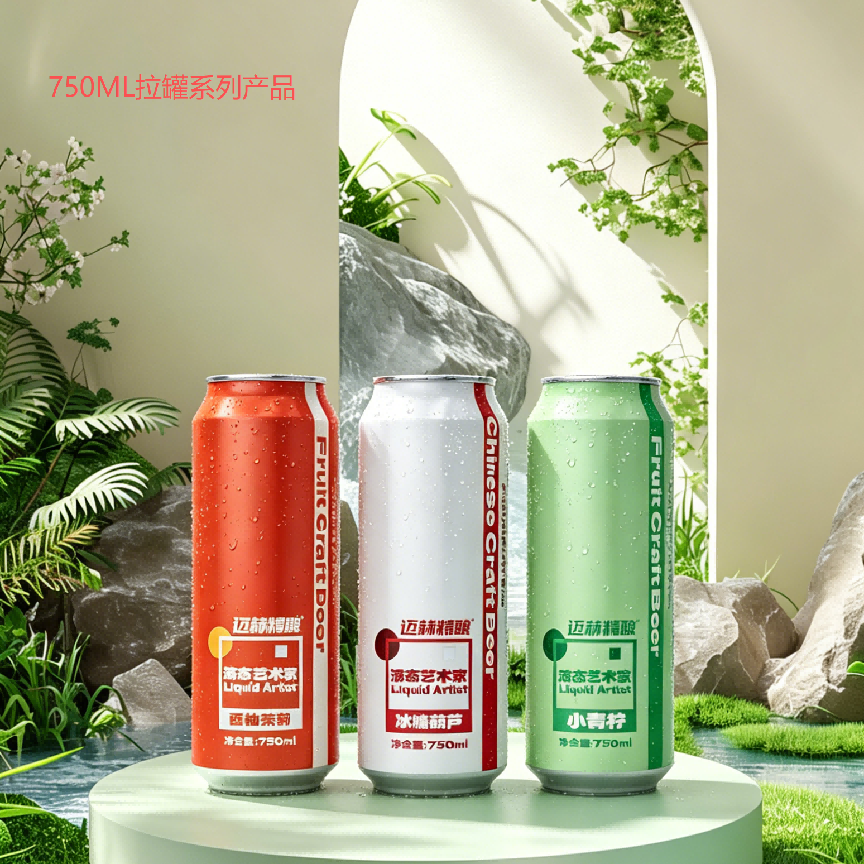 750ML拉罐系列产品
Fruit Craft Beer
迈赫精酿
液态艺术家
Liquid Artist
西柚茉莉
净含量:750ml
Chinese Craft Beer
迈赫精酿
液态艺术家
Liquid Artist
冰糖葫芦
净含量:750ml
Fruit Craft Beer
迈赫精酿
液态艺术家
Liquid Artist
小青柠
净含量:750ml